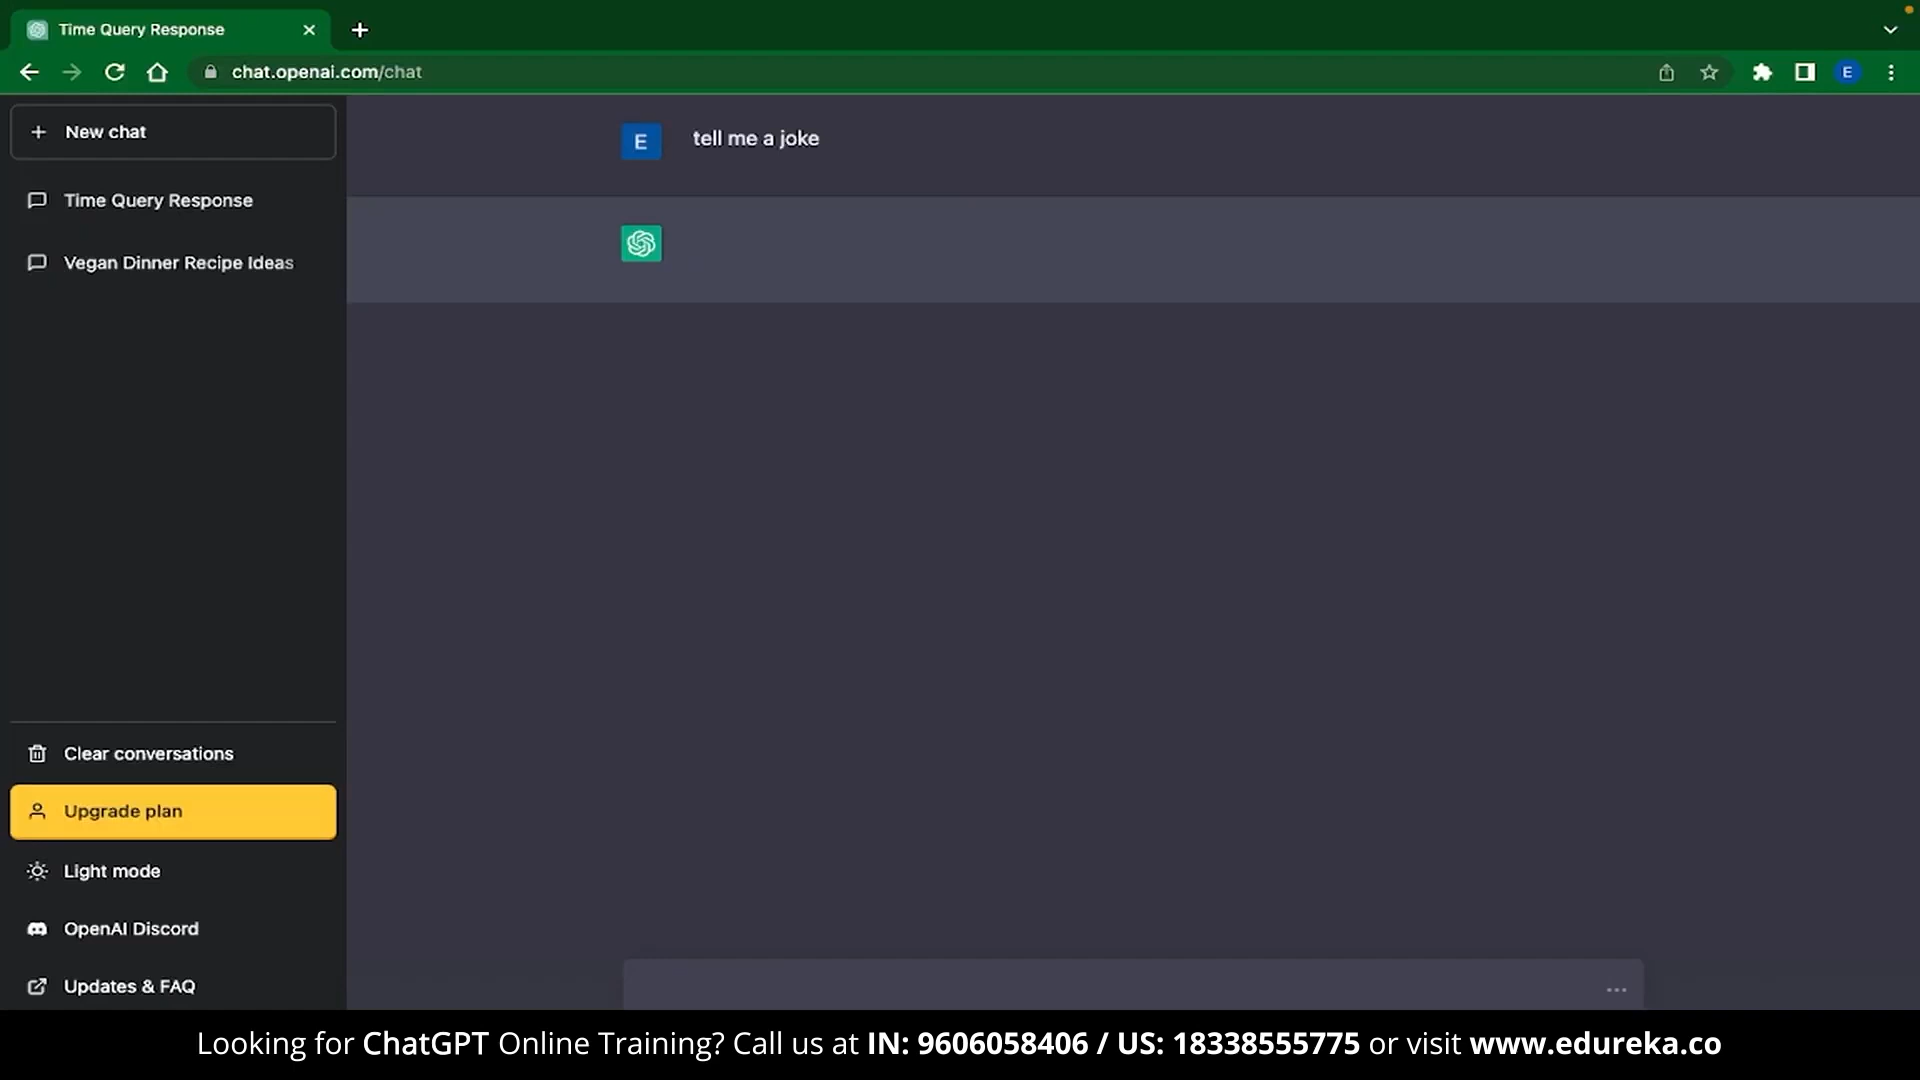 Time Query Response
chat.openai.com/chat
E
New chat
Time Query Response
Vegan Dinner Recipe Ideas
Clear conversations
Upgrade plan
Light mode
OpenAI Discord
Updates & FAQ
E
tell me a joke
Looking for ChatGPT Online Training? Call us at IN: 9606058406 / US: 18338555775 or visit www.edureka.co